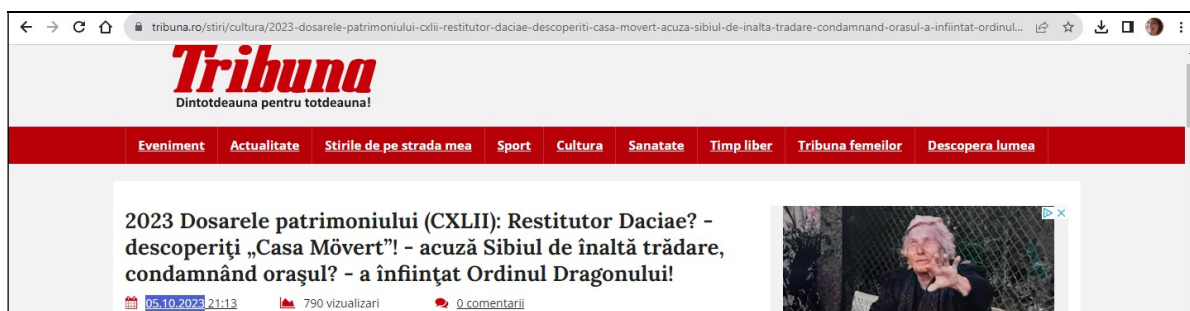 tribuna.ro/stiri/cultura/2023-dosarele-patrimoniului-cxlii-restitutor-daciae-descoperiti-casa-movert-acuza-sibiul-de-inalta-tradare-condamnand-orasul-a-infiintat-ordinul...
Tribuna
Dintotdeauna pentru totdeauna!
Eveniment Actualitate Stirile de pe strada mea Sport Cultura Sanatate Timp liber Tribuna femeilor Descopera lumea
2023 Dosarele patrimoniului (CXLII): Restitutor Daciae? -
descoperiţi „Casa Mövert”! - acuză Sibiul de înaltă trădare,
condamnând oraşul? - a înfiinţat Ordinul Dragonului!
05.10.2023 21:13 790 vizualizari 0 comentarii